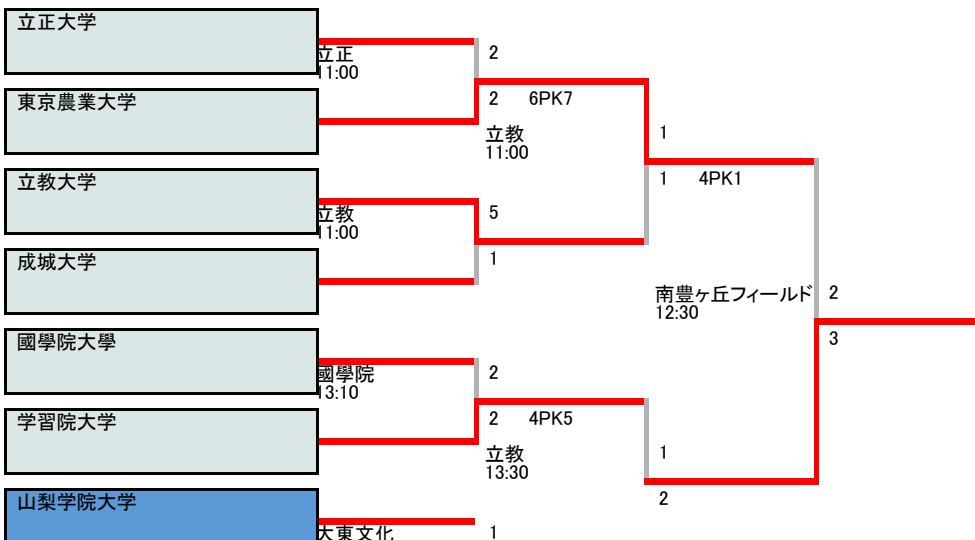 立正大学
立正
11:00
2
東京農業大学
2 6PK7
立教
11:00
1
立教大学
立教
11:00
5
1 4PK1
成城大学
1
南豊ヶ丘フィールド
12:30
2
3
國學院大學
國學院
13:10
2
学習院大学
2 4PK5
立教
13:30
1
2
山梨学院大学
大東文化
1